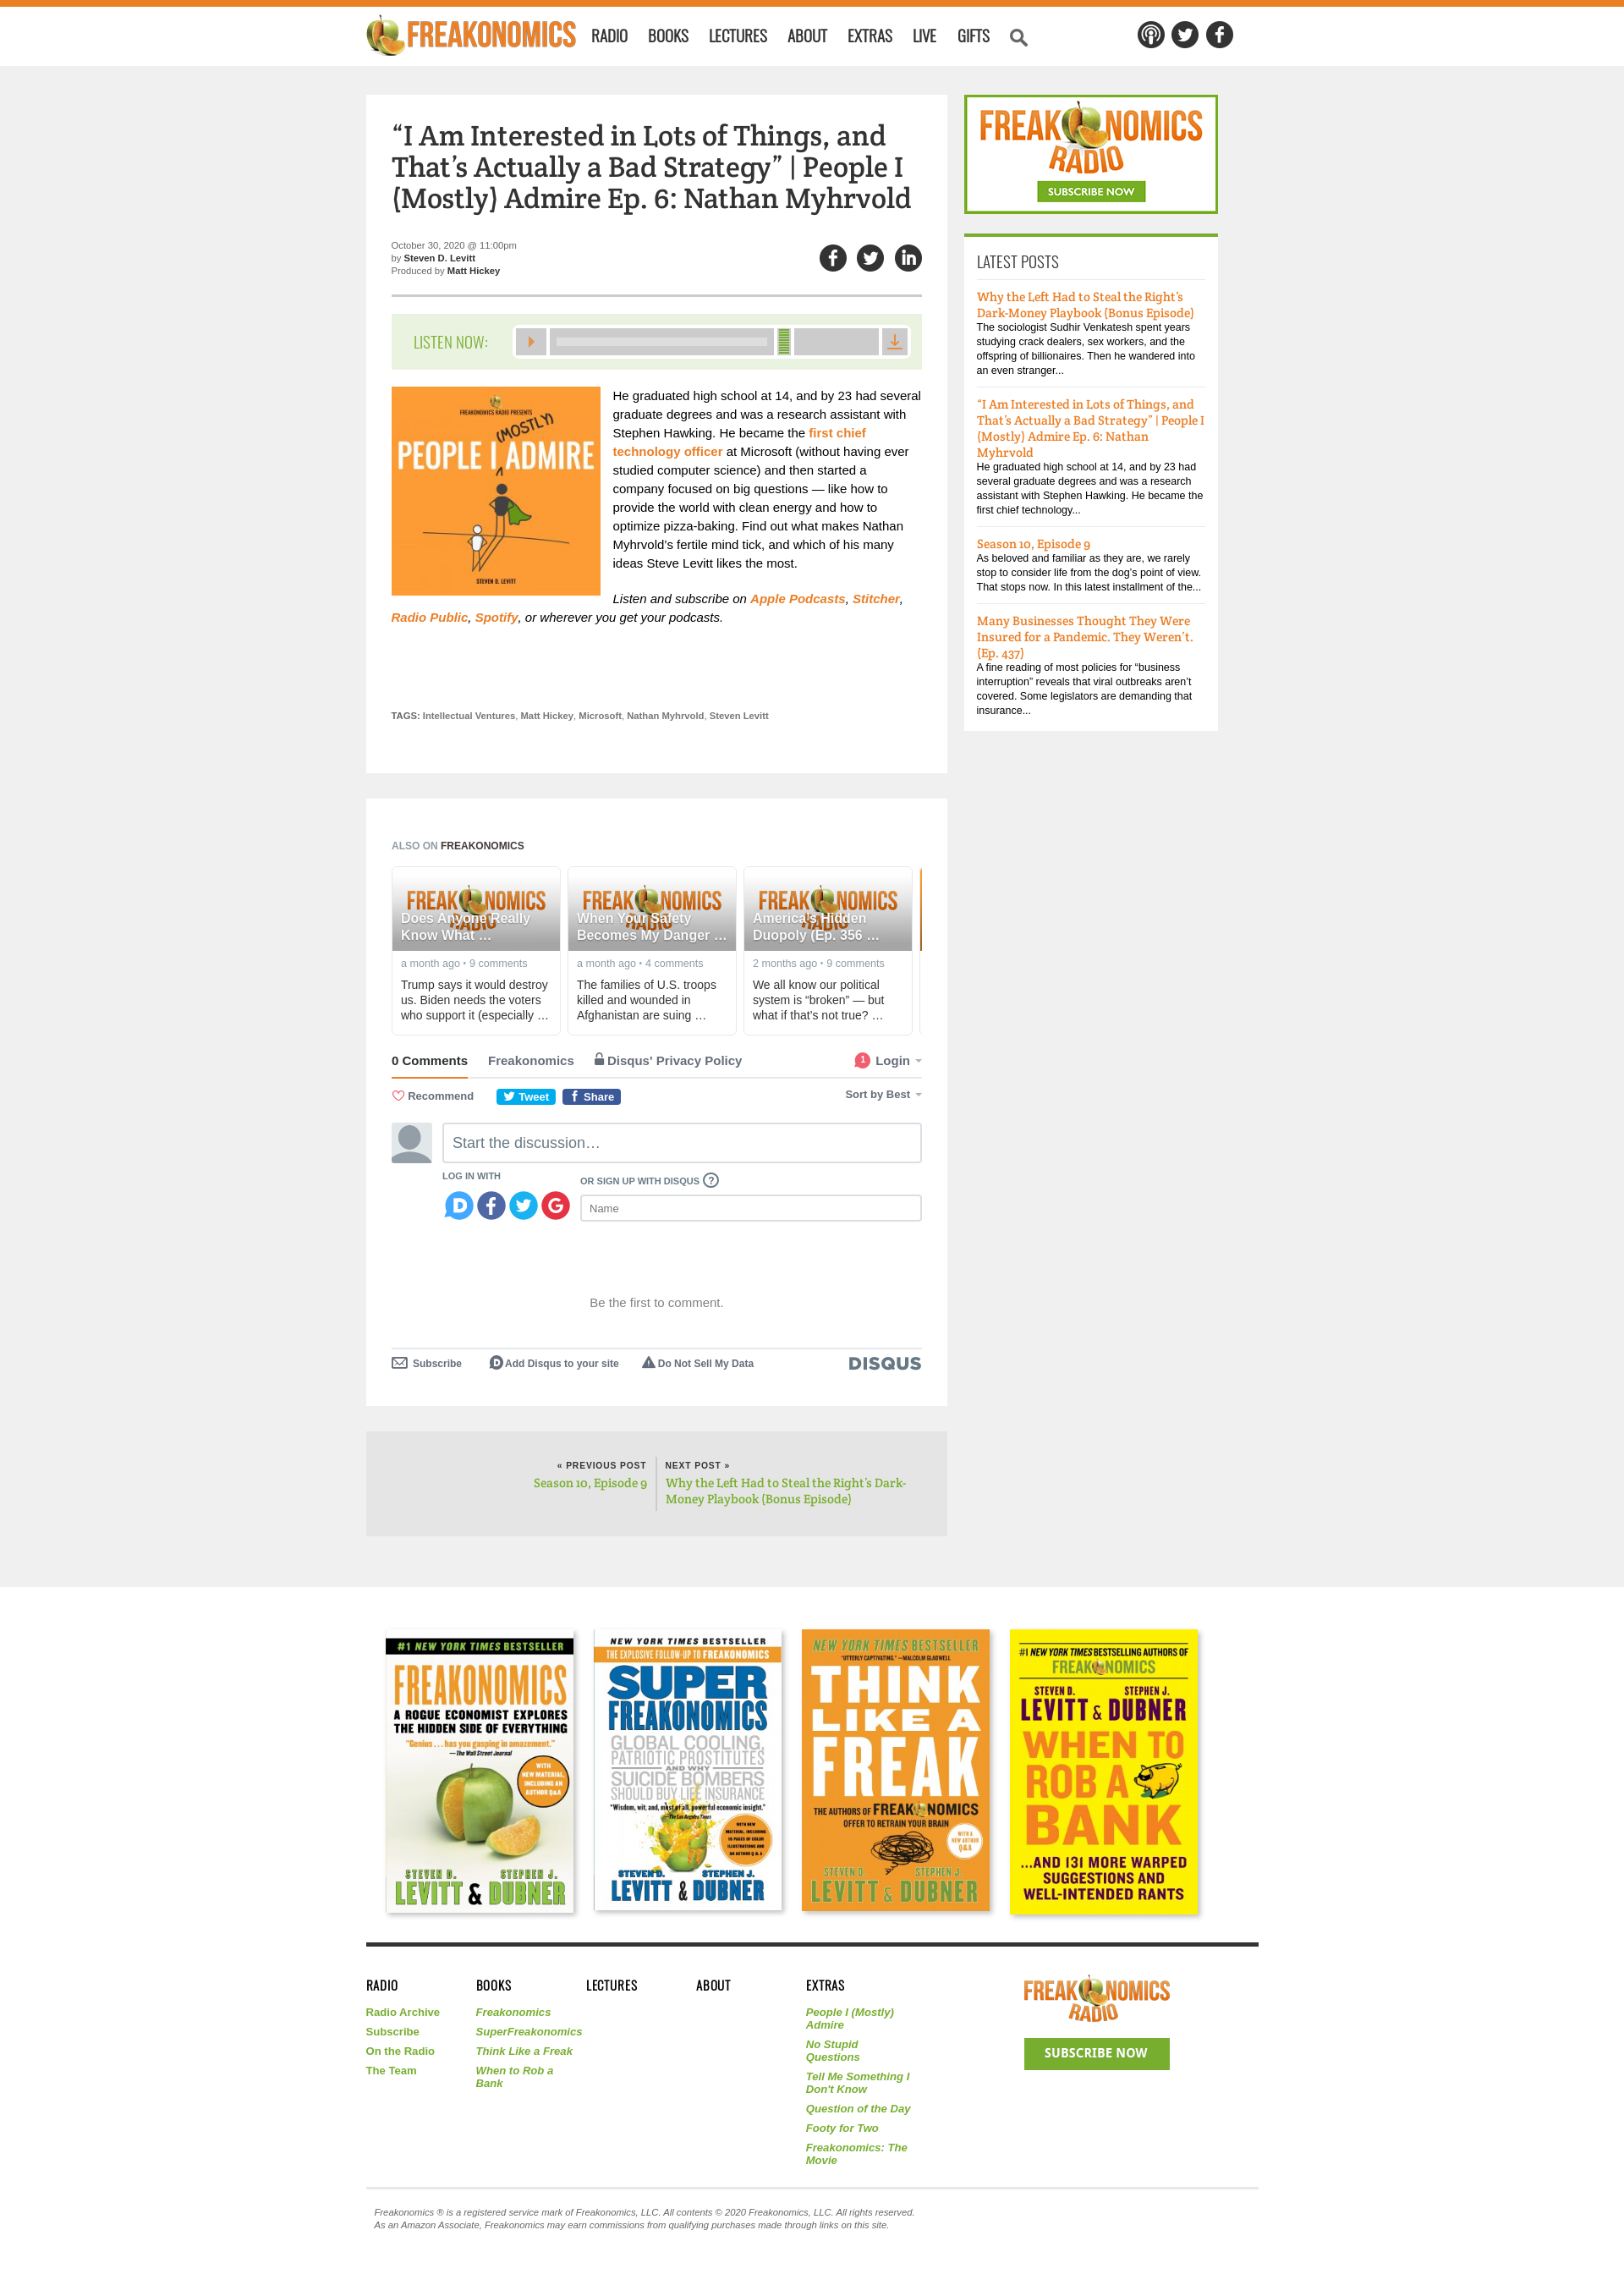 FREAKONOMICS RADIO BOOKS LECTURES ABOUT EXTRAS LIVE GIFTS
“I Am Interested in Lots of Things, and
That’s Actually a Bad Strategy” | People I
(Mostly) Admire Ep. 6: Nathan Myhrvold
October 30, 2020 @ 11:00pm
by Steven D. Levitt
Produced by Matt Hickey
LISTEN NOW:
FREAKONOMICS RADIO PRESENTS
(MOSTLY)
PEOPLE I ADMIRE
STEVEN D. LEVITT
He graduated high school at 14, and by 23 had several
graduate degrees and was a research assistant with
Stephen Hawking. He became the first chief
technology officer at Microsoft (without having ever
studied computer science) and then started a
company focused on big questions — like how to
provide the world with clean energy and how to
optimize pizza-baking. Find out what makes Nathan
Myhrvold’s fertile mind tick, and which of his many
ideas Steve Levitt likes the most.
Listen and subscribe on Apple Podcasts, Stitcher,
Radio Public, Spotify, or wherever you get your podcasts.
TAGS: Intellectual Ventures, Matt Hickey, Microsoft, Nathan Myhrvold, Steven Levitt
FREAKONOMICS
RADIO
SUBSCRIBE NOW
LATEST POSTS
Why the Left Had to Steal the Right’s
Dark-Money Playbook (Bonus Episode)
The sociologist Sudhir Venkatesh spent years
studying crack dealers, sex workers, and the
offspring of billionaires. Then he wandered into
an even stranger...
“I Am Interested in Lots of Things, and
That’s Actually a Bad Strategy” | People I
(Mostly) Admire Ep. 6: Nathan
Myhrvold
He graduated high school at 14, and by 23 had
several graduate degrees and was a research
assistant with Stephen Hawking. He became the
first chief technology...
Season 10, Episode 9
As beloved and familiar as they are, we rarely
stop to consider life from the dog’s point of view.
That stops now. In this latest installment of the...
Many Businesses Thought They Were
Insured for a Pandemic. They Weren’t.
(Ep. 437)
A fine reading of most policies for “business
interruption” reveals that viral outbreaks aren’t
covered. Some legislators are demanding that
insurance...
ALSO ON FREAKONOMICS
FREAKONOMICS
RADIO
Does Anyone Really
Know What …
a month ago • 9 comments
Trump says it would destroy
us. Biden needs the voters
who support it (especially …
FREAKONOMICS
RADIO
When Your Safety
Becomes My Danger …
a month ago • 4 comments
The families of U.S. troops
killed and wounded in
Afghanistan are suing …
FREAKONOMICS
RADIO
America’s Hidden
Duopoly (Ep. 356 …
2 months ago • 9 comments
We all know our political
system is “broken” — but
what if that’s not true? …
0 Comments Freakonomics Disqus' Privacy Policy 1 Login
Recommend Tweet Share Sort by Best
Start the discussion…
LOG IN WITH
OR SIGN UP WITH DISQUS ?
Name
Be the first to comment.
Subscribe Add Disqus to your site Do Not Sell My Data DISQUS
« PREVIOUS POST
Season 10, Episode 9
NEXT POST »
Why the Left Had to Steal the Right’s Dark-
Money Playbook (Bonus Episode)
#1 NEW YORK TIMES BESTSELLER
FREAKONOMICS
A ROGUE ECONOMIST EXPLORES
THE HIDDEN SIDE OF EVERYTHING
"Genius . . . has you gasping in amazement."
—The Wall Street Journal
WITH
NEW MATERIAL,
INCLUDING AN
AUTHOR Q&A
STEVEN D. STEPHEN J.
LEVITT & DUBNER
NEW YORK TIMES BESTSELLER
THE EXPLOSIVE FOLLOW-UP TO FREAKONOMICS
SUPER
FREAKONOMICS
GLOBAL COOLING,
PATRIOTIC PROSTITUTES
AND WHY
SUICIDE BOMBERS
SHOULD BUY LIFE INSURANCE
"Wisdom, wit, and, most of all, powerful economic insight."
—The Los Angeles Times
WITH NEW
MATERIAL, INCLUDING
16 PAGES OF COLOR
ILLUSTRATIONS AND
AN AUTHOR Q & A
STEVEN D. STEPHEN J.
LEVITT & DUBNER
NEW YORK TIMES BESTSELLER
"UTTERLY CAPTIVATING." —MALCOLM GLADWELL
THINK
LIKE A
FREAK
THE AUTHORS OF FREAKONOMICS
OFFER TO RETRAIN YOUR BRAIN
WITH A
NEW AUTHOR
Q&A
STEVEN D. STEPHEN J.
LEVITT & DUBNER
#1 NEW YORK TIMES BESTSELLING AUTHORS OF
FREAKONOMICS
STEVEN D. STEPHEN J.
LEVITT & DUBNER
WHEN TO
ROB A
BANK
...AND 131 MORE WARPED
SUGGESTIONS AND
WELL-INTENDED RANTS
RADIO
Radio Archive
Subscribe
On the Radio
The Team
BOOKS
Freakonomics
SuperFreakonomics
Think Like a Freak
When to Rob a
Bank
LECTURES
ABOUT
EXTRAS
People I (Mostly)
Admire
No Stupid
Questions
Tell Me Something I
Don't Know
Question of the Day
Footy for Two
Freakonomics: The
Movie
FREAKONOMICS
RADIO
SUBSCRIBE NOW
Freakonomics ® is a registered service mark of Freakonomics, LLC. All contents © 2020 Freakonomics, LLC. All rights reserved.
As an Amazon Associate, Freakonomics may earn commissions from qualifying purchases made through links on this site.